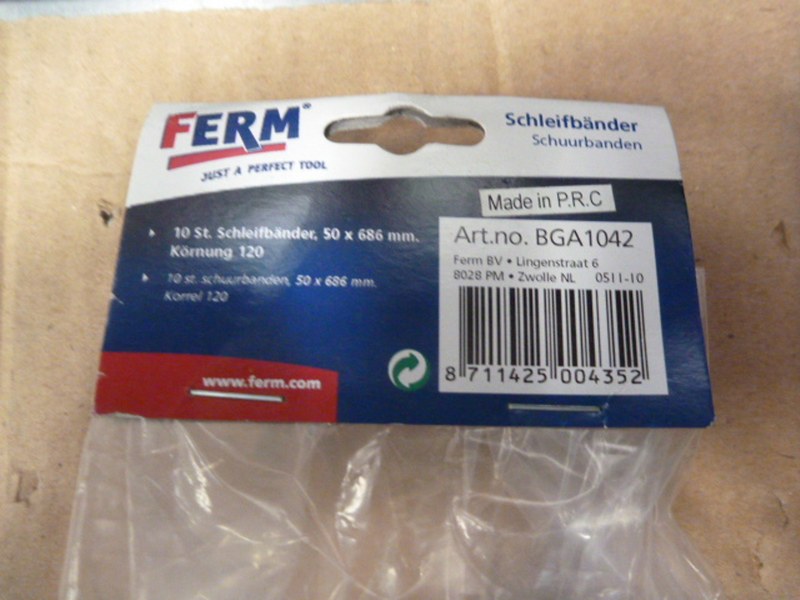 FERM®
JUST A PERFECT TOOL
Schleifbänder
Schuurbanden
Made in P.R.C
10 St. Schleifbänder, 50 x 686 mm.
Körnung 120
10 st. schuurbanden, 50 x 686 mm.
Korrel 120
Art.no. BGA1042
Ferm BV • Lingenstraat 6
8028 PM • Zwolle NL 0511-10
8 711425 004352
www.ferm.com